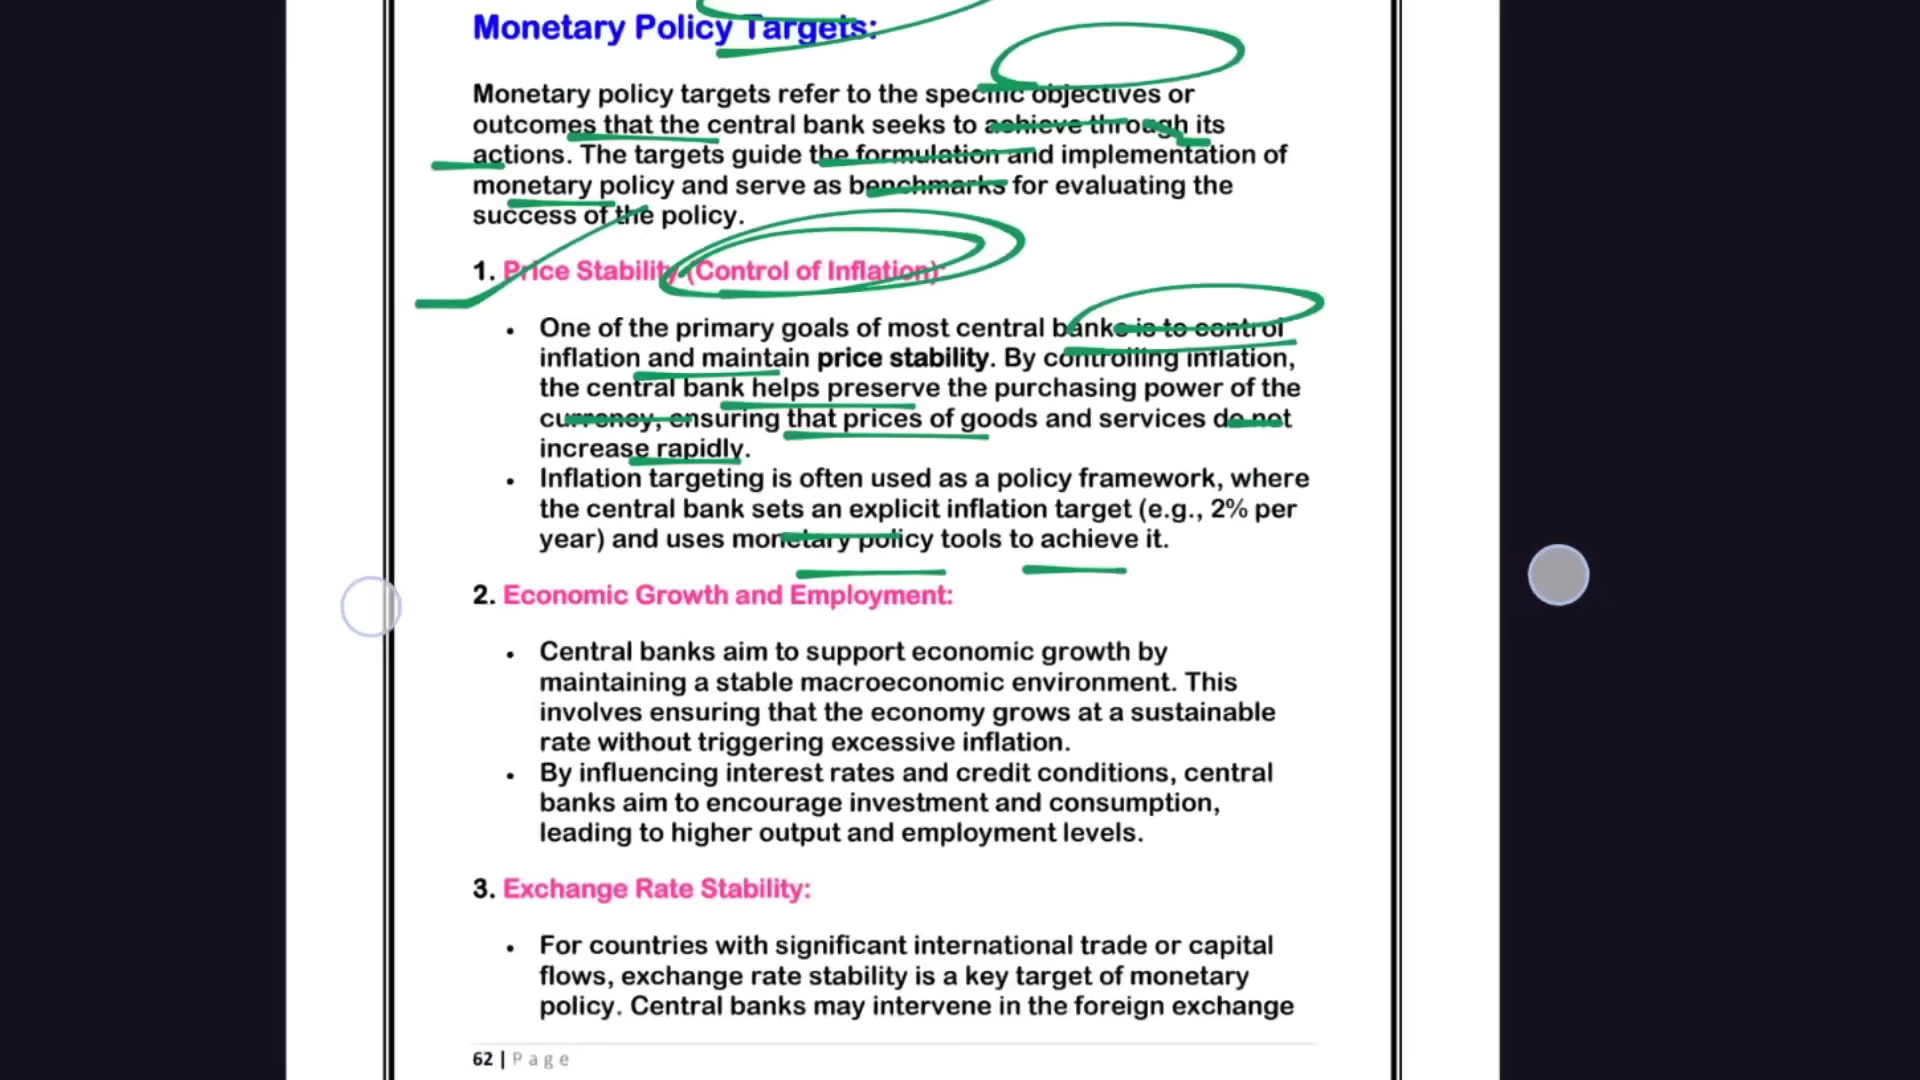 Monetary Policy Targets:
Monetary policy targets refer to the specific objectives or
outcomes that the central bank seeks to achieve through its
actions. The targets guide the formulation and implementation of
monetary policy and serve as benchmarks for evaluating the
success of the policy.
1. Price Stability (Control of Inflation):
• One of the primary goals of most central banks is to control
inflation and maintain price stability. By controlling inflation,
the central bank helps preserve the purchasing power of the
currency, ensuring that prices of goods and services do not
increase rapidly.
• Inflation targeting is often used as a policy framework, where
the central bank sets an explicit inflation target (e.g., 2% per
year) and uses monetary policy tools to achieve it.
2. Economic Growth and Employment:
• Central banks aim to support economic growth by
maintaining a stable macroeconomic environment. This
involves ensuring that the economy grows at a sustainable
rate without triggering excessive inflation.
• By influencing interest rates and credit conditions, central
banks aim to encourage investment and consumption,
leading to higher output and employment levels.
3. Exchange Rate Stability:
• For countries with significant international trade or capital
flows, exchange rate stability is a key target of monetary
policy. Central banks may intervene in the foreign exchange
62 | Page